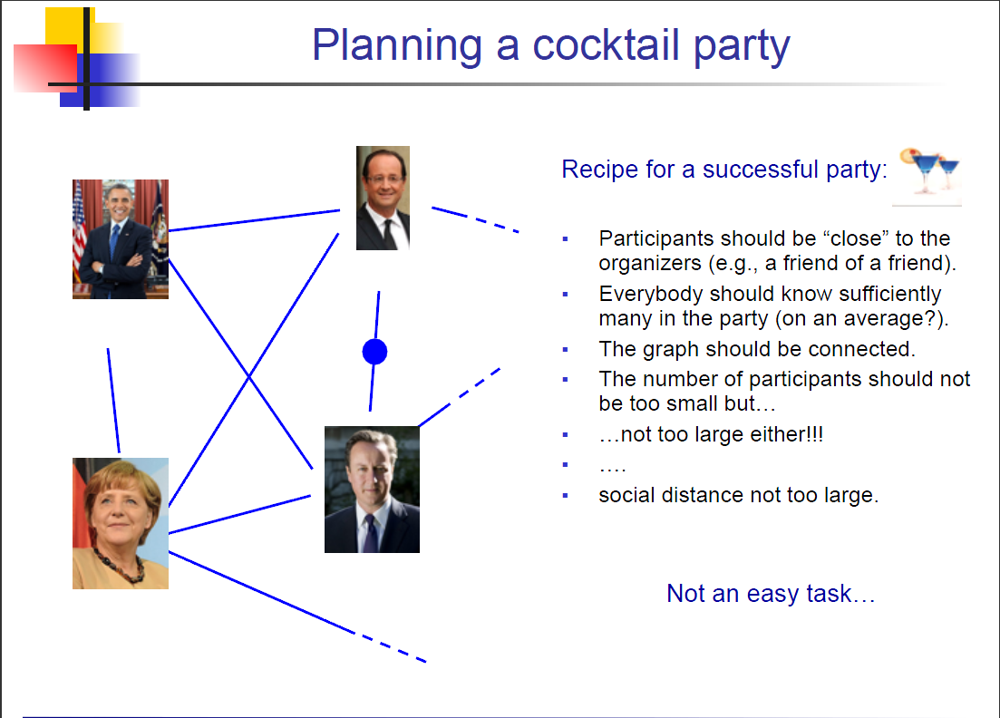 Planning a cocktail party
Recipe for a successful party:
▪ Participants should be “close” to the
organizers (e.g., a friend of a friend).
▪ Everybody should know sufficiently
many in the party (on an average?).
▪ The graph should be connected.
▪ The number of participants should not
be too small but…
▪ …not too large either!!!
▪ ….
▪ social distance not too large.
Not an easy task…